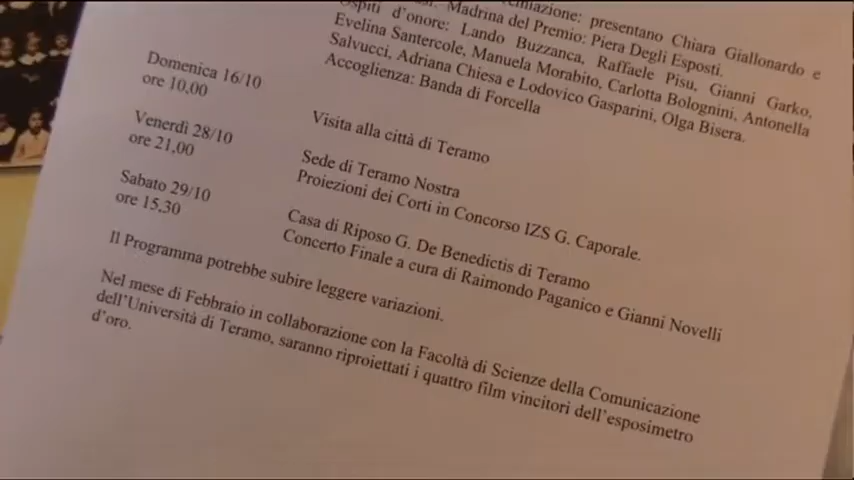 presentano Chiara Giallonardo e
Madrina del Premio: Piera Degli Esposti.
Ospiti d'onore: Lando Buzzanca, Raffaele Pisu, Gianni Garko,
Evelina Santercole, Manuela Morabito, Carlotta Bolognini, Antonella
Salvucci, Adriana Chiesa e Lodovico Gasparini, Olga Bisera.
Accoglienza: Banda di Forcella
Domenica 16/10
ore 10,00
Visita alla città di Teramo
Venerdì 28/10
ore 21,00
Sede di Teramo Nostra
Proiezioni dei Corti in Concorso IZS G. Caporale.
Sabato 29/10
ore 15,30
Casa di Riposo G. De Benedictis di Teramo
Concerto Finale a cura di Raimondo Paganico e Gianni Novelli
Il Programma potrebbe subire leggere variazioni.
Nel mese di Febbraio in collaborazione con la Facoltà di Scienze della Comunicazione
dell'Università di Teramo, saranno riproiettati i quattro film vincitori dell'esposimetro
d'oro.